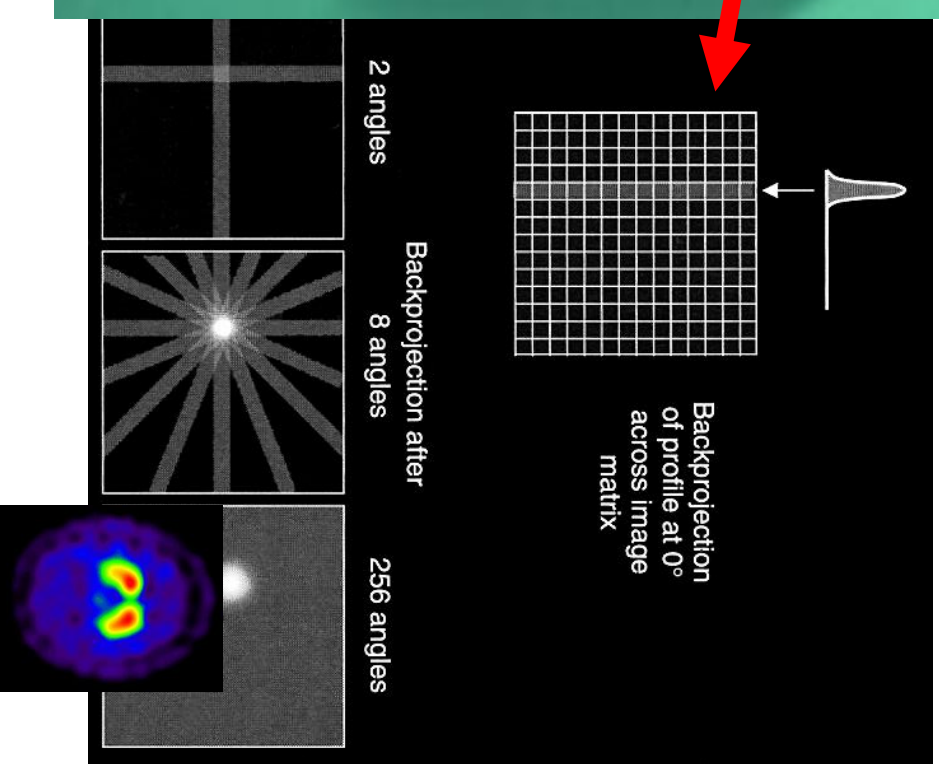 Backprojection
of profile at 0°
across image
matrix
Backprojection after
2 angles
8 angles
256 angles